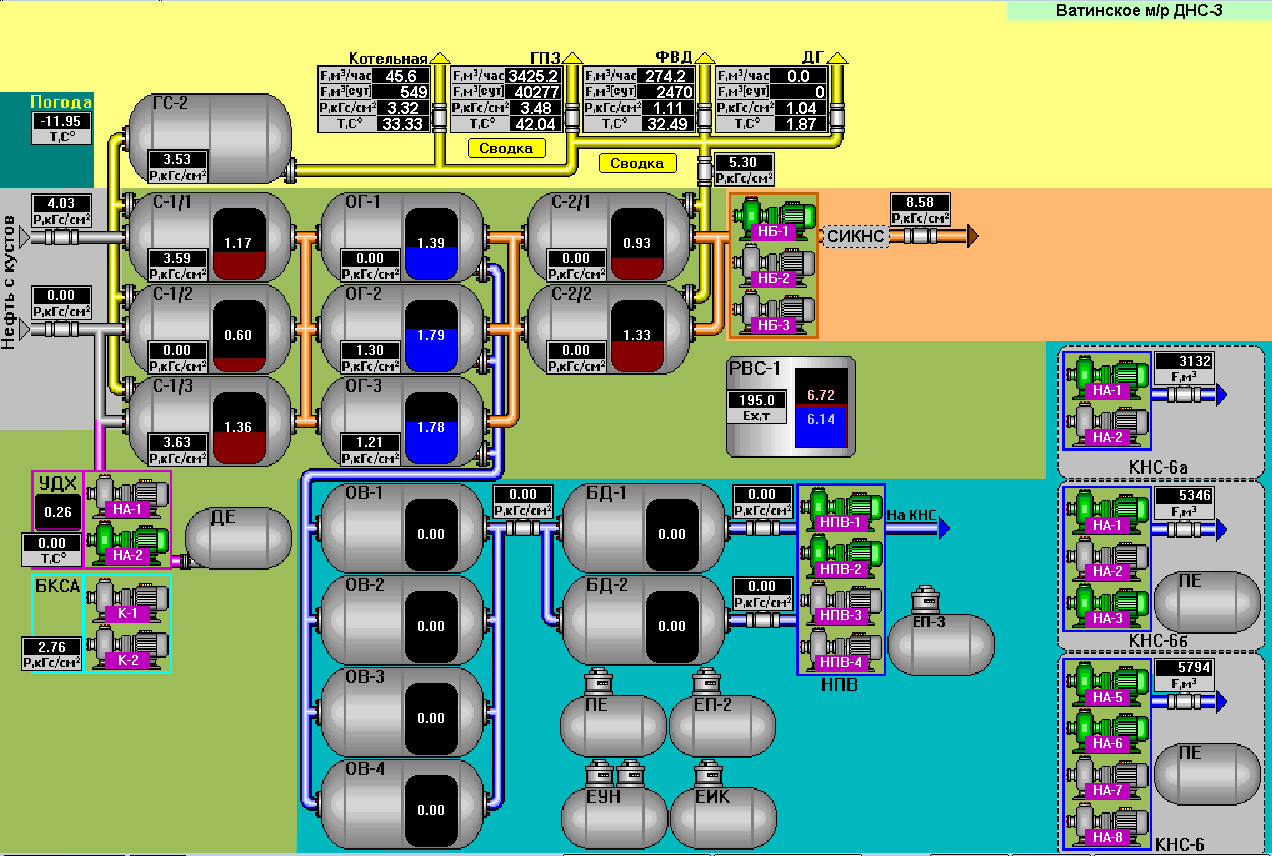 Ватинское м/р ДНС-3
Котельная
F,м³/час 45.6
F,м³[сут] 549
P,кГс/см² 3.32
T,C° 33.33
ГПЗ
F,м³/час 3425.2
F,м³[сут] 40277
P,кГс/см² 3.48
T,C° 42.04
ФВД
F,м³/час 274.2
F,м³[сут] 2470
P,кГс/см² 1.11
T,C° 32.49
ДГ
F,м³/час 0.0
F,м³[сут] 0
P,кГс/см² 1.04
T,C° 1.87
Погода
-11.95
T,C°
ГС-2
3.53
P,кГс/см²
Сводка
Сводка
5.30
P,кГс/см²
Нефть с кустов
4.03
P,кГс/см²
0.00
P,кГс/см²
С-1/1
1.17
3.59
P,кГс/см²
ОГ-1
1.39
0.00
P,кГс/см²
С-2/1
0.93
0.00
P,кГс/см²
НБ-1
НБ-2
НБ-3
СИКНС
8.58
P,кГс/см²
С-1/2
0.60
0.00
P,кГс/см²
ОГ-2
1.79
1.30
P,кГс/см²
С-2/2
1.33
0.00
P,кГс/см²
С-1/3
1.36
3.63
P,кГс/см²
ОГ-3
1.78
1.21
P,кГс/см²
РВС-1
195.0
Ex,т
6.72
6.14
НА-1
НА-2
3132
F,м³
КНС-6а
УДХ
0.26
0.00
T,C°
НА-1
НА-2
ДЕ
БКСА
2.76
P,кГс/см²
К-1
К-2
ОВ-1
0.00
0.00
P,кГс/см²
БД-1
0.00
0.00
P,кГс/см²
ОВ-2
0.00
БД-2
0.00
0.00
P,кГс/см²
НПВ-1
НПВ-2
НПВ-3
НПВ-4
НПВ
На КНС
ЕП-3
ОВ-3
0.00
ПЕ
ЕП-2
ОВ-4
0.00
ЕУН
ЕИК
НА-1
НА-2
НА-3
5346
F,м³
ПЕ
КНС-6б
НА-5
НА-6
НА-7
НА-8
5794
F,м³
ПЕ
КНС-6